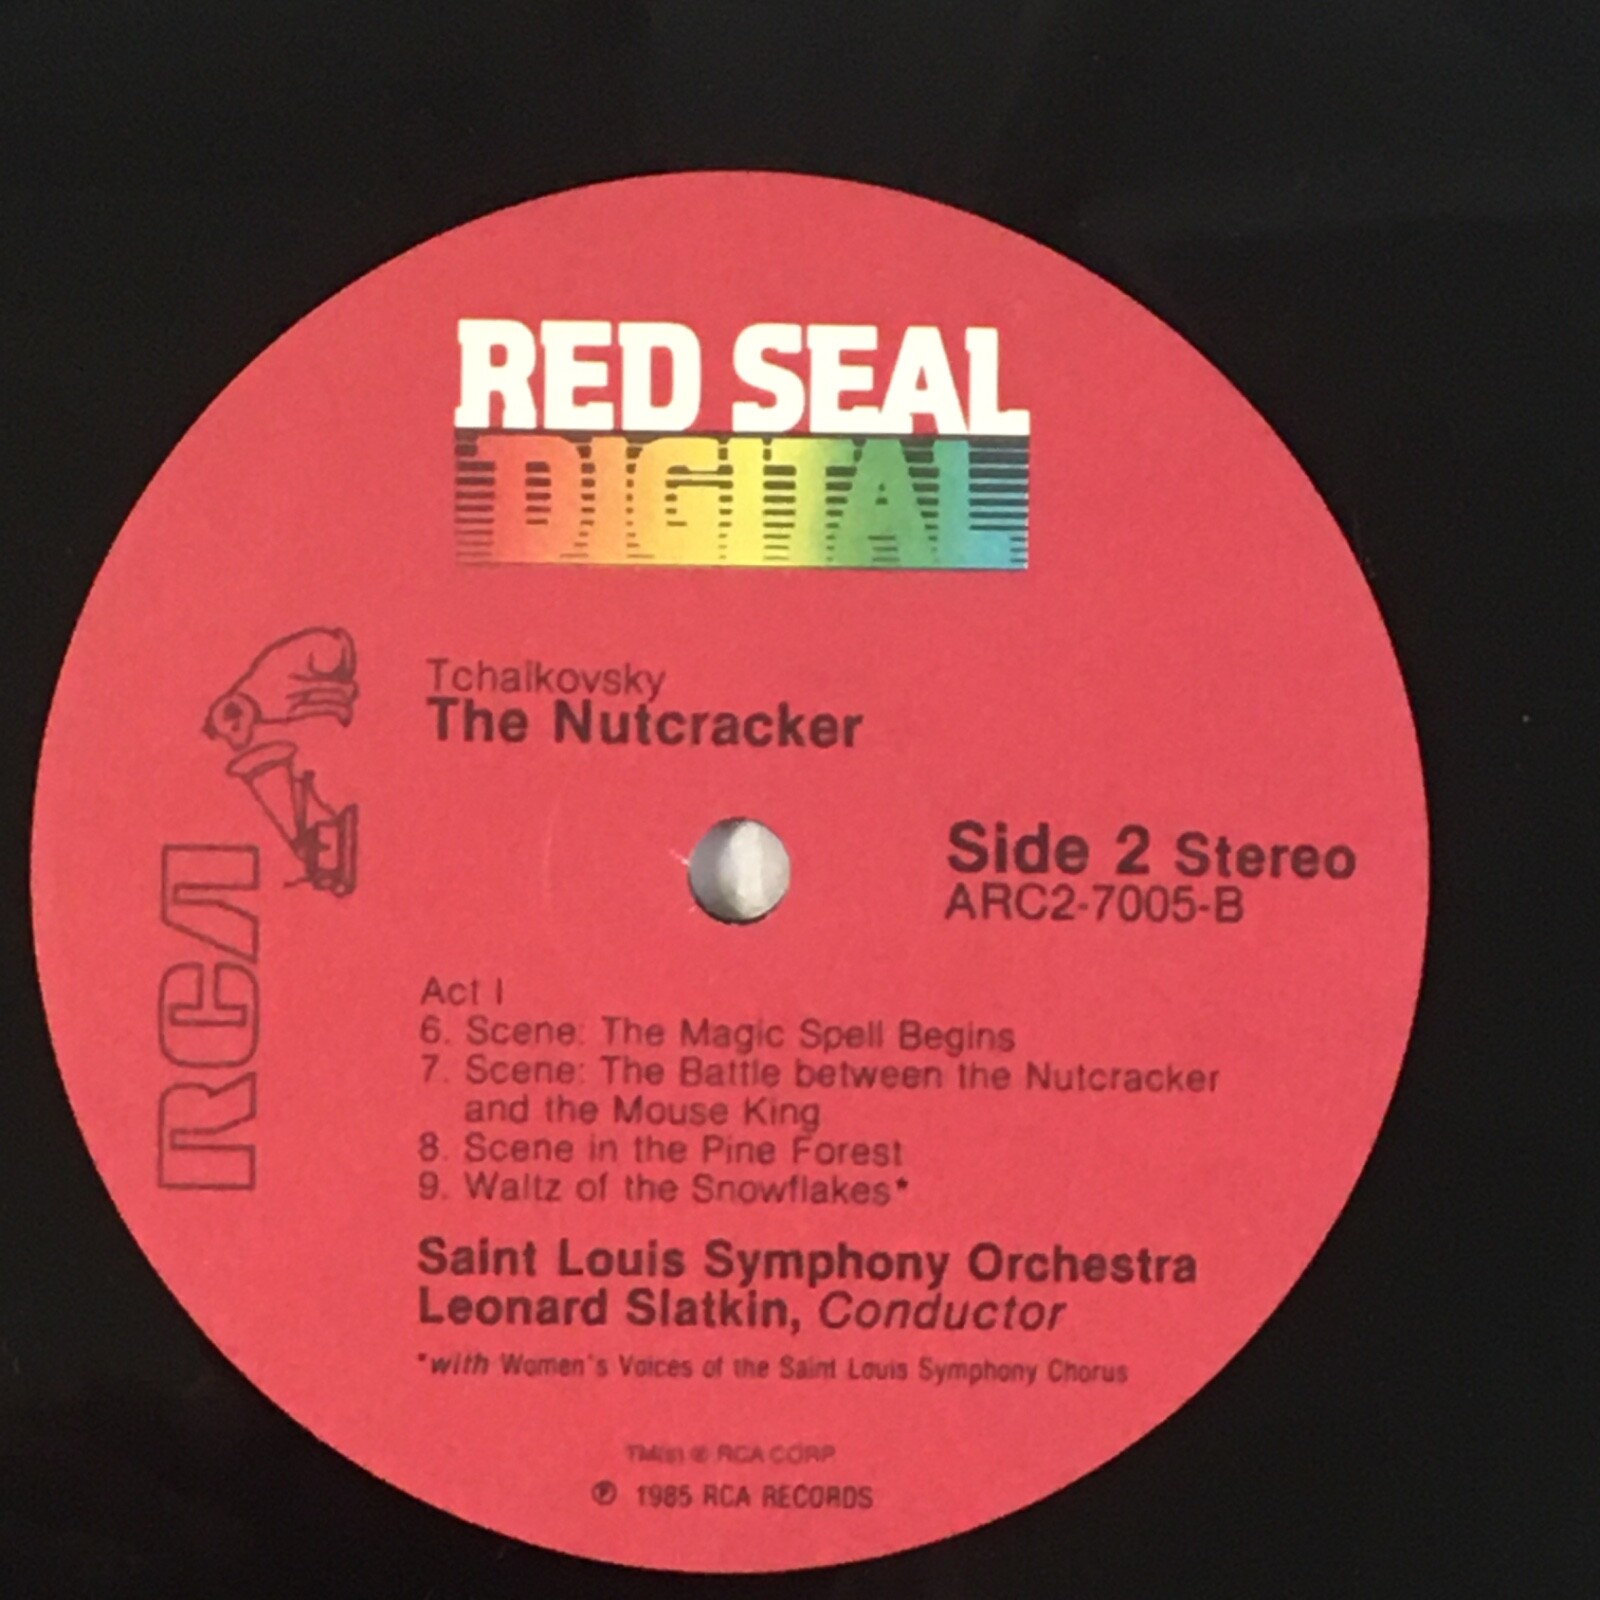 RED SEAL
DIGITAL
Tchaikovsky
The Nutcracker
Side 2 Stereo
ARC2-7005-B
RCA
Act I
6. Scene: The Magic Spell Begins
7. Scene: The Battle between the Nutcracker
and the Mouse King
8. Scene in the Pine Forest
9. Waltz of the Snowflakes*
Saint Louis Symphony Orchestra
Leonard Slatkin, Conductor
*with Women's Voices of the Saint Louis Symphony Chorus
RCA CORP
℗ 1985 RCA RECORDS